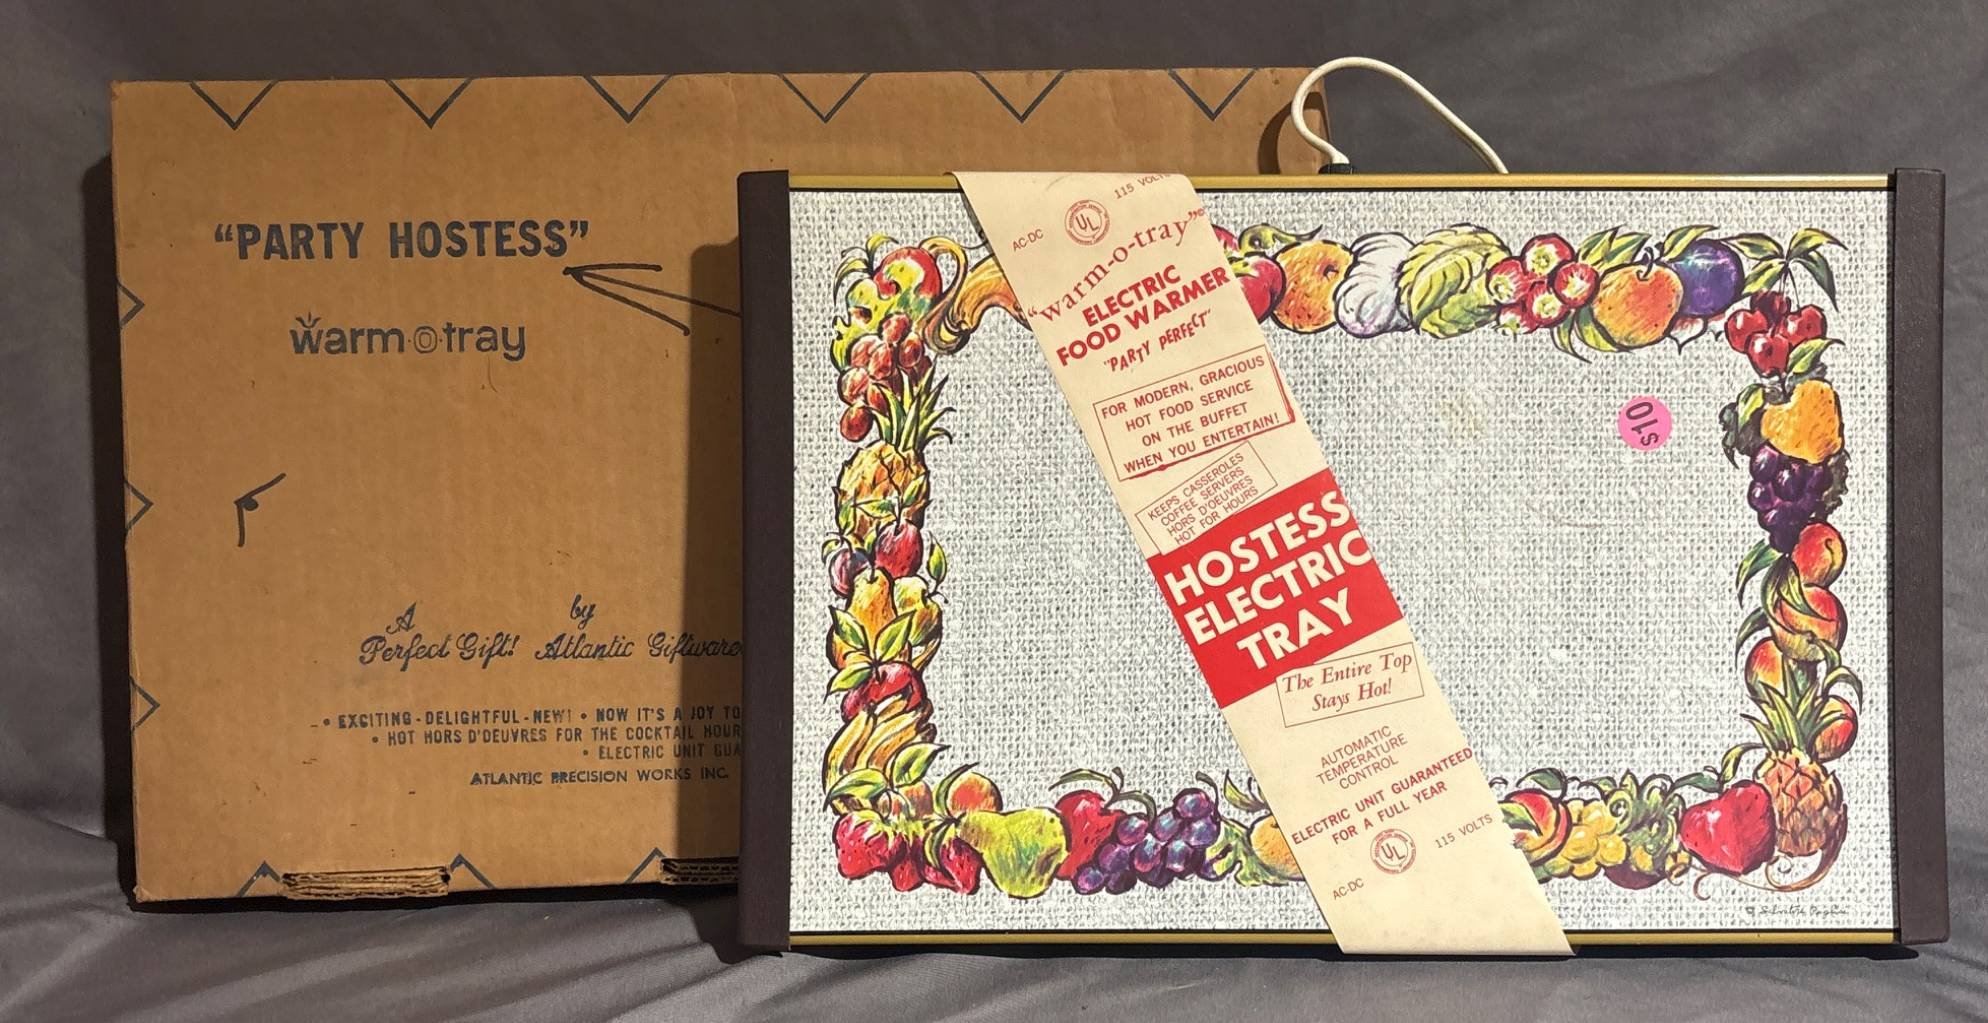 “PARTY HOSTESS”
warm·o·tray
A Perfect Gift! by Atlantic Giftware
• EXCITING - DELIGHTFUL - NEW! • NOW IT'S A JOY TO
• HOT HORS D'OEUVRES FOR THE COCKTAIL HOUR
• ELECTRIC UNIT GUA
ATLANTIC PRECISION WORKS INC.
AC-DC
UL
115 VOLTS
“warm-o-tray”
ELECTRIC
FOOD WARMER
"PARTY PERFECT"
FOR MODERN, GRACIOUS
HOT FOOD SERVICE
ON THE BUFFET
WHEN YOU ENTERTAIN!
KEEPS CASSEROLES
COFFEE SERVERS
HORS D'OEUVRES
HOT FOR HOURS
HOSTESS
ELECTRIC
TRAY
The Entire Top
Stays Hot!
AUTOMATIC
TEMPERATURE
CONTROL
ELECTRIC UNIT GUARANTEED
FOR A FULL YEAR
AC-DC
UL
115 VOLTS
$10